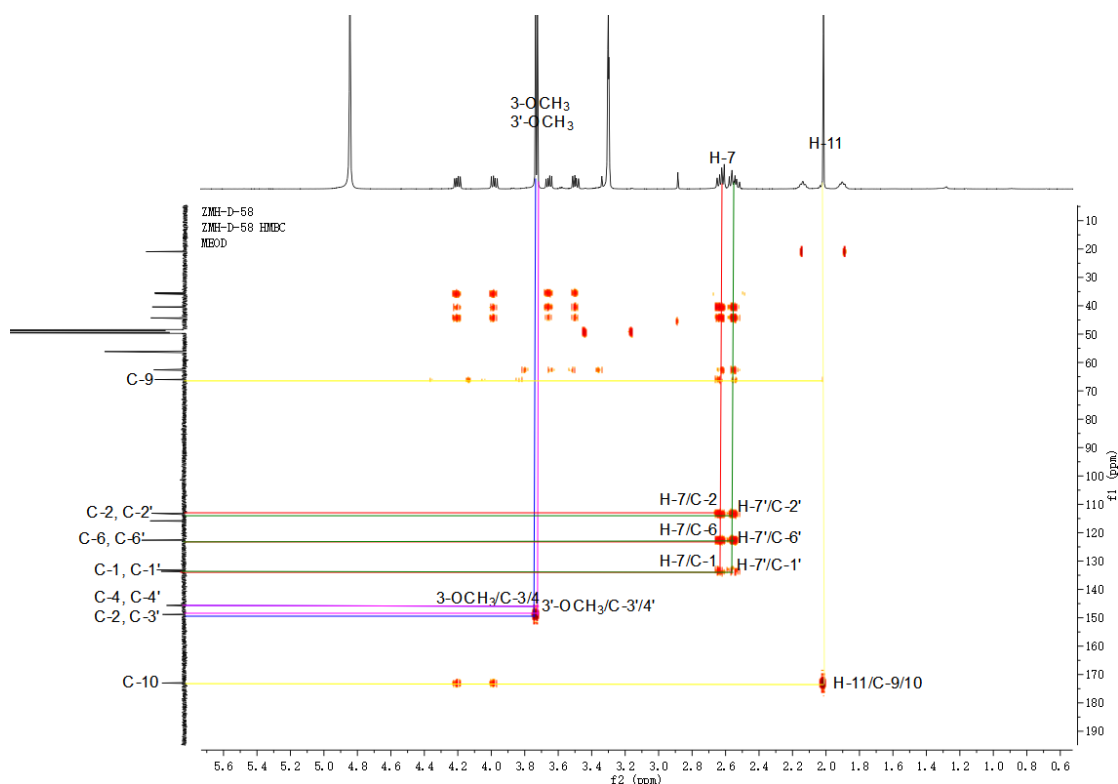 3-OCH3
3'-OCH3
H-7
H-11
ZMH-D-58
ZMH-D-58 HMBC
MEOD
C-9
C-2, C-2'
C-6, C-6'
C-1, C-1'
C-4, C-4'
C-2, C-3'
C-10
H-7/C-2
H-7'/C-2'
H-7/C-6
H-7'/C-6'
H-7/C-1
H-7'/C-1'
3-OCH3/C-3/4
3'-OCH3/C-3'/4'
H-11/C-9/10
10
20
30
40
50
60
70
80
90
100
110
120
130
140
150
160
170
180
190
f1 (ppm)
5.6 5.4 5.2 5.0 4.8 4.6 4.4 4.2 4.0 3.8 3.6 3.4 3.2 3.0 2.8 2.6 2.4 2.2 2.0 1.8 1.6 1.4 1.2 1.0 0.8 0.6
f2 (ppm)